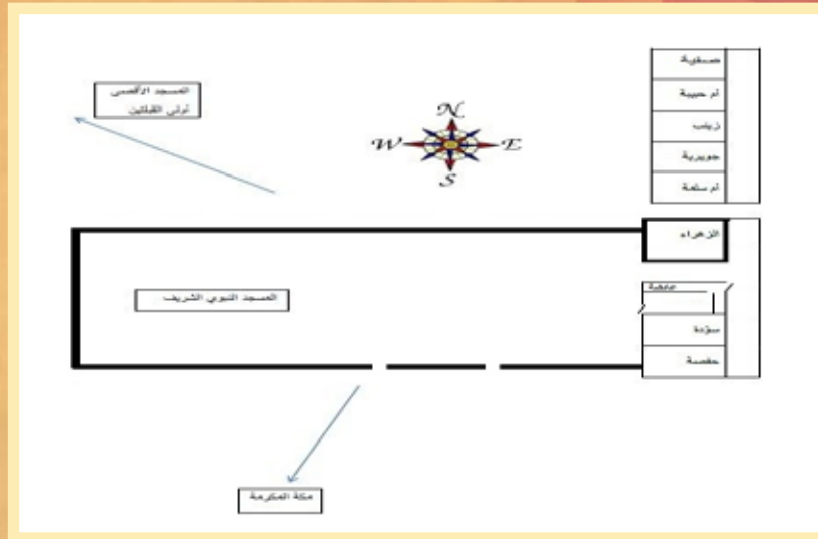 صفية
أم حبيبة
زينب
جويرية
أم سلمة
المسجد الأقصى
أولى القبلتين
N
W
E
S
الزهراء
عائشة
المسجد النبوي الشريف
سودة
حفصة
مكة المكرمة